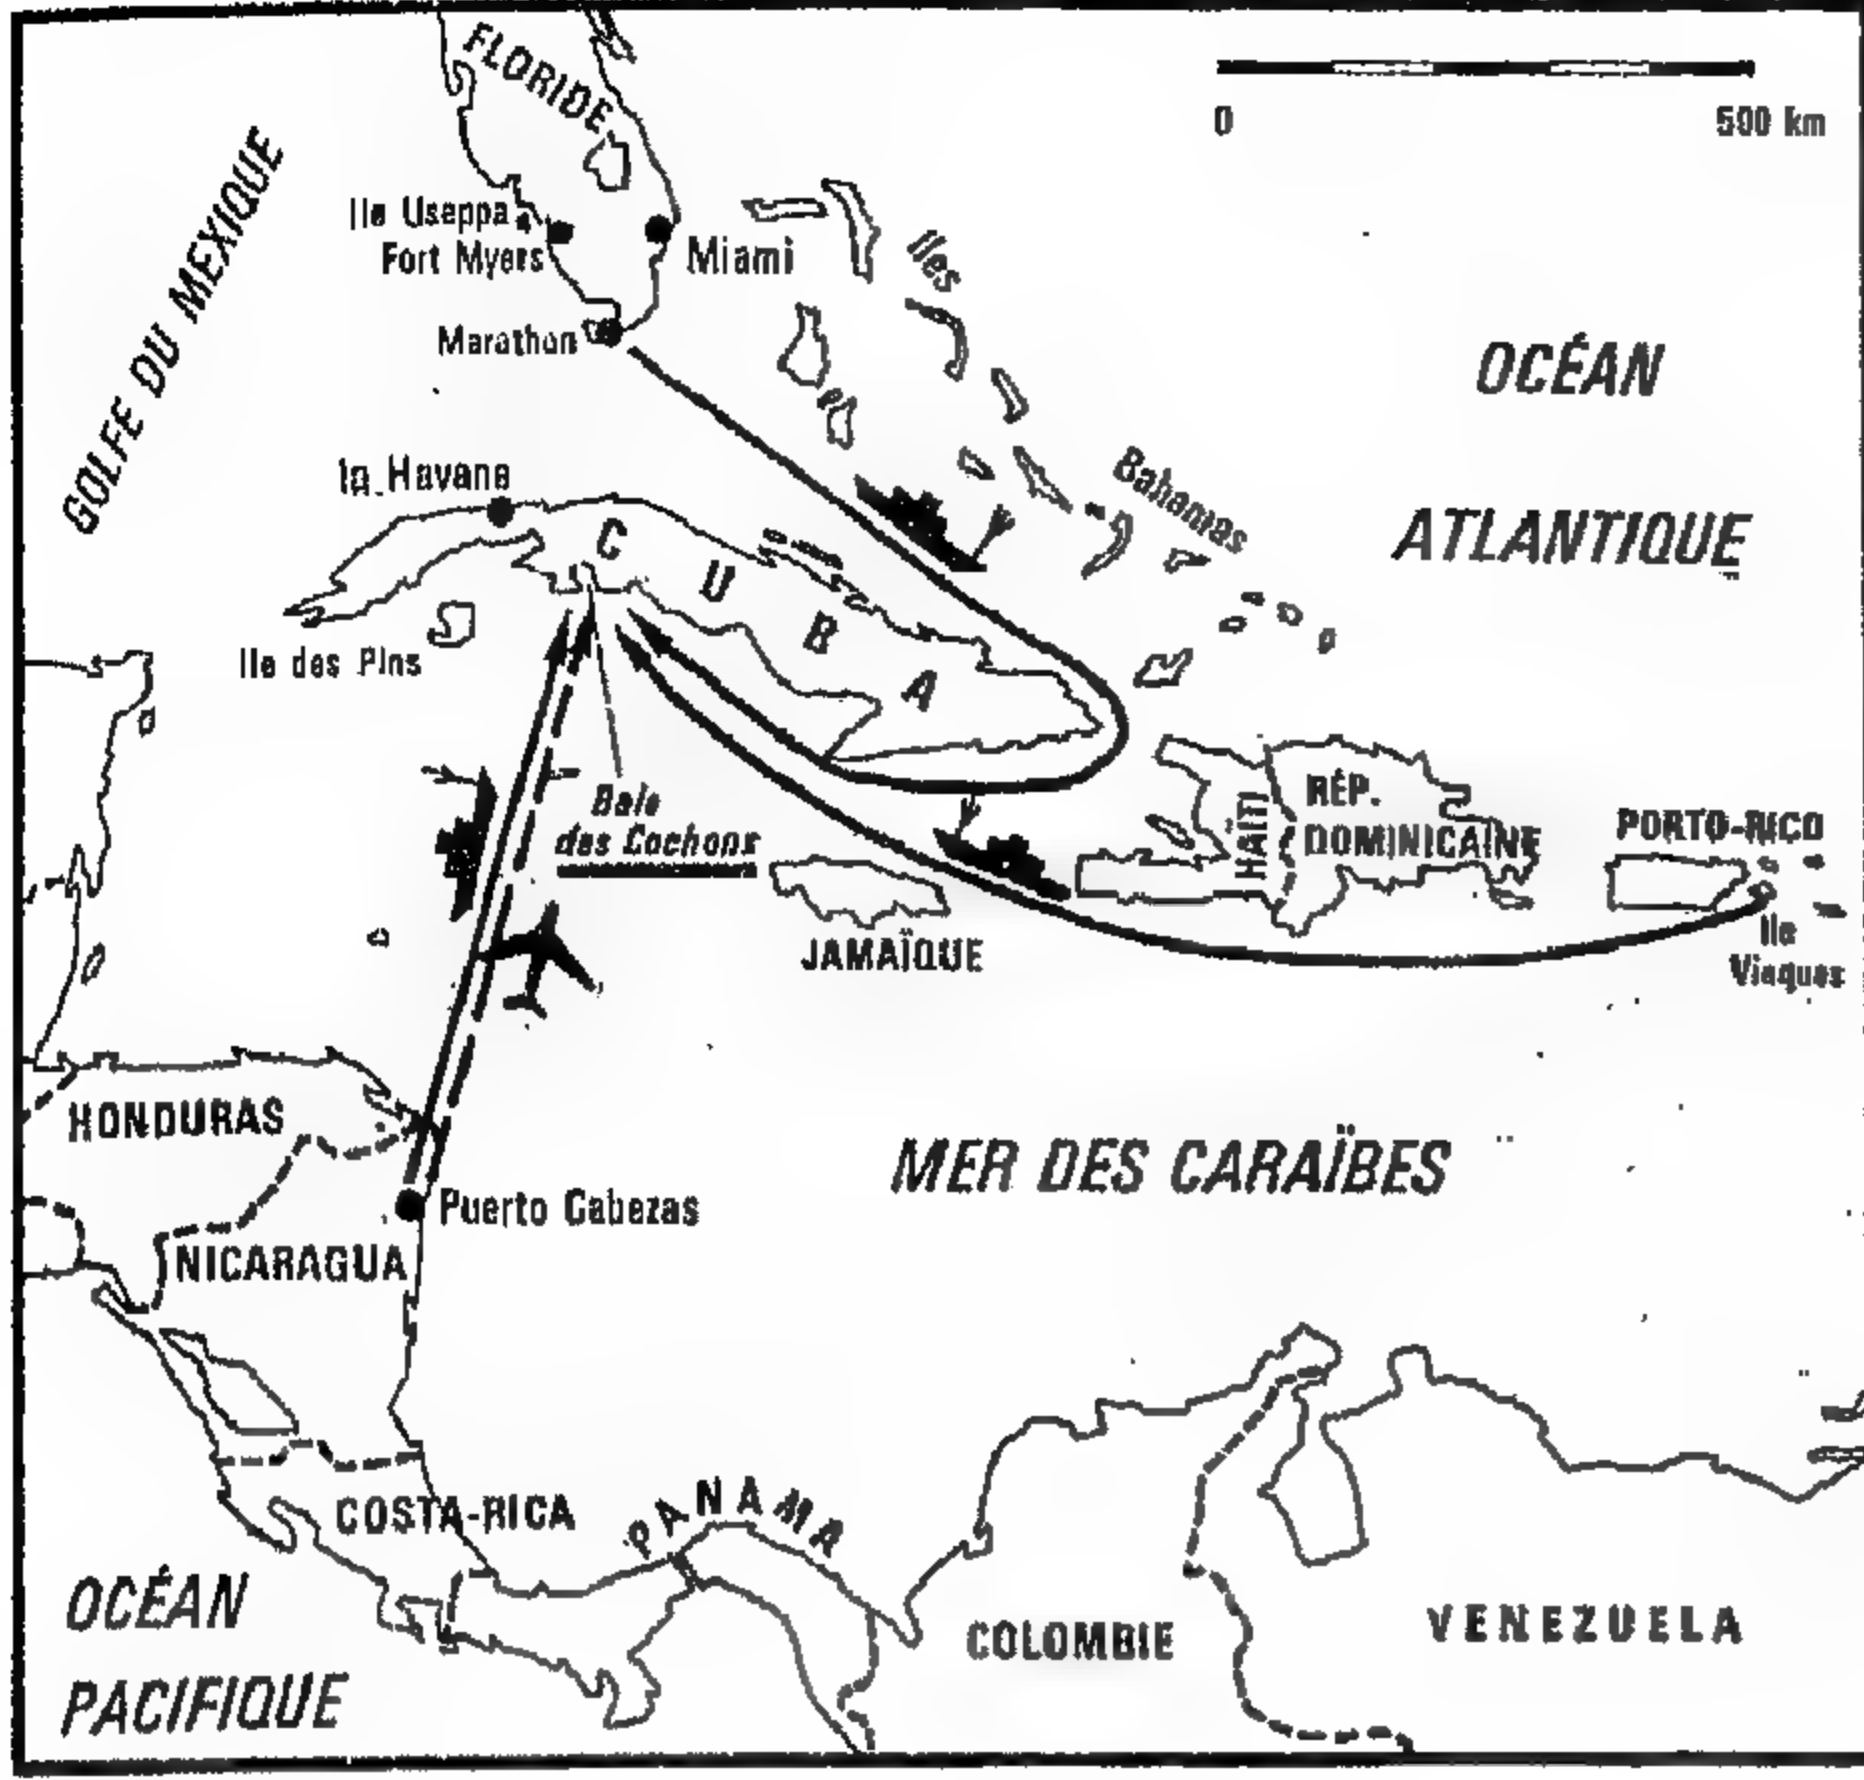 FLORIDE
0
500 km
GOLFE DU MEXIQUE
Ile Useppa
Fort Myers
Miami
Iles
Marathon
OCÉAN
la Havane
Bahamas
ATLANTIQUE
CUBA
Ile des Pins
Baie
des Cochons
HAÏTI
RÉP.
DOMINICAINE
PORTO-RICO
JAMAÏQUE
Ile
Vieques
HONDURAS
MER DES CARAÏBES
Puerto Cabezas
NICARAGUA
COSTA-RICA
PANAMA
OCÉAN
PACIFIQUE
COLOMBIE
VENEZUELA